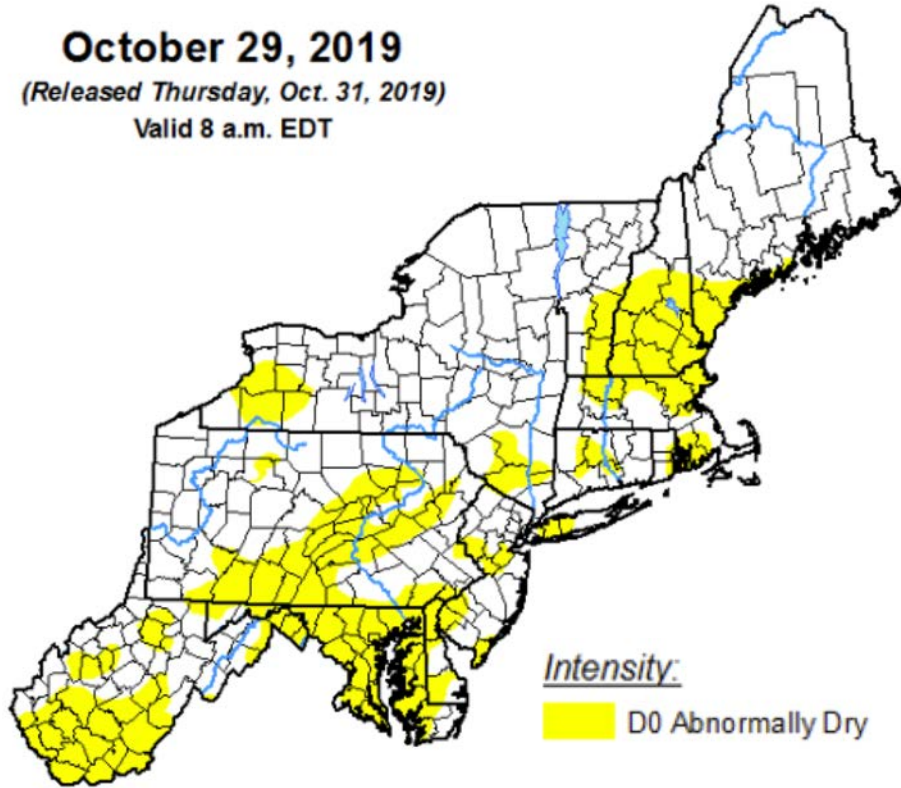 October 29, 2019
(Released Thursday, Oct. 31, 2019)
Valid 8 a.m. EDT
Intensity:
D0 Abnormally Dry